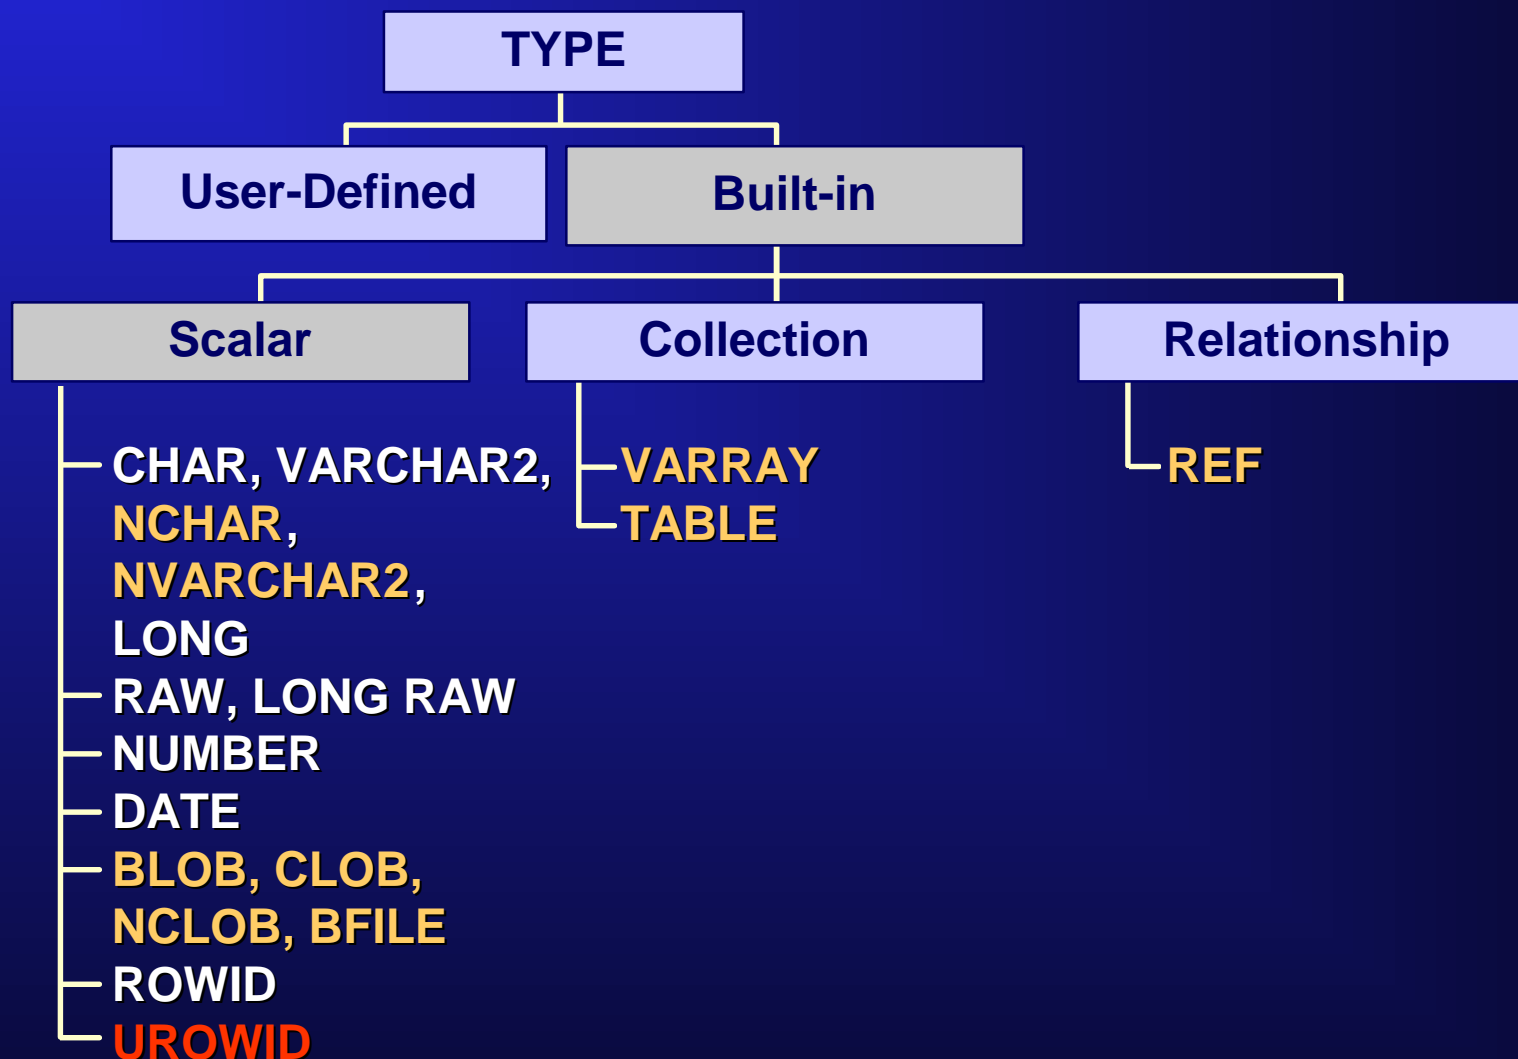 TYPE
User-Defined
Built-in
Scalar
Collection
Relationship
CHAR, VARCHAR2,
NCHAR,
NVARCHAR2,
LONG
RAW, LONG RAW
NUMBER
DATE
BLOB, CLOB,
NCLOB, BFILE
ROWID
UROWID
VARRAY
TABLE
REF